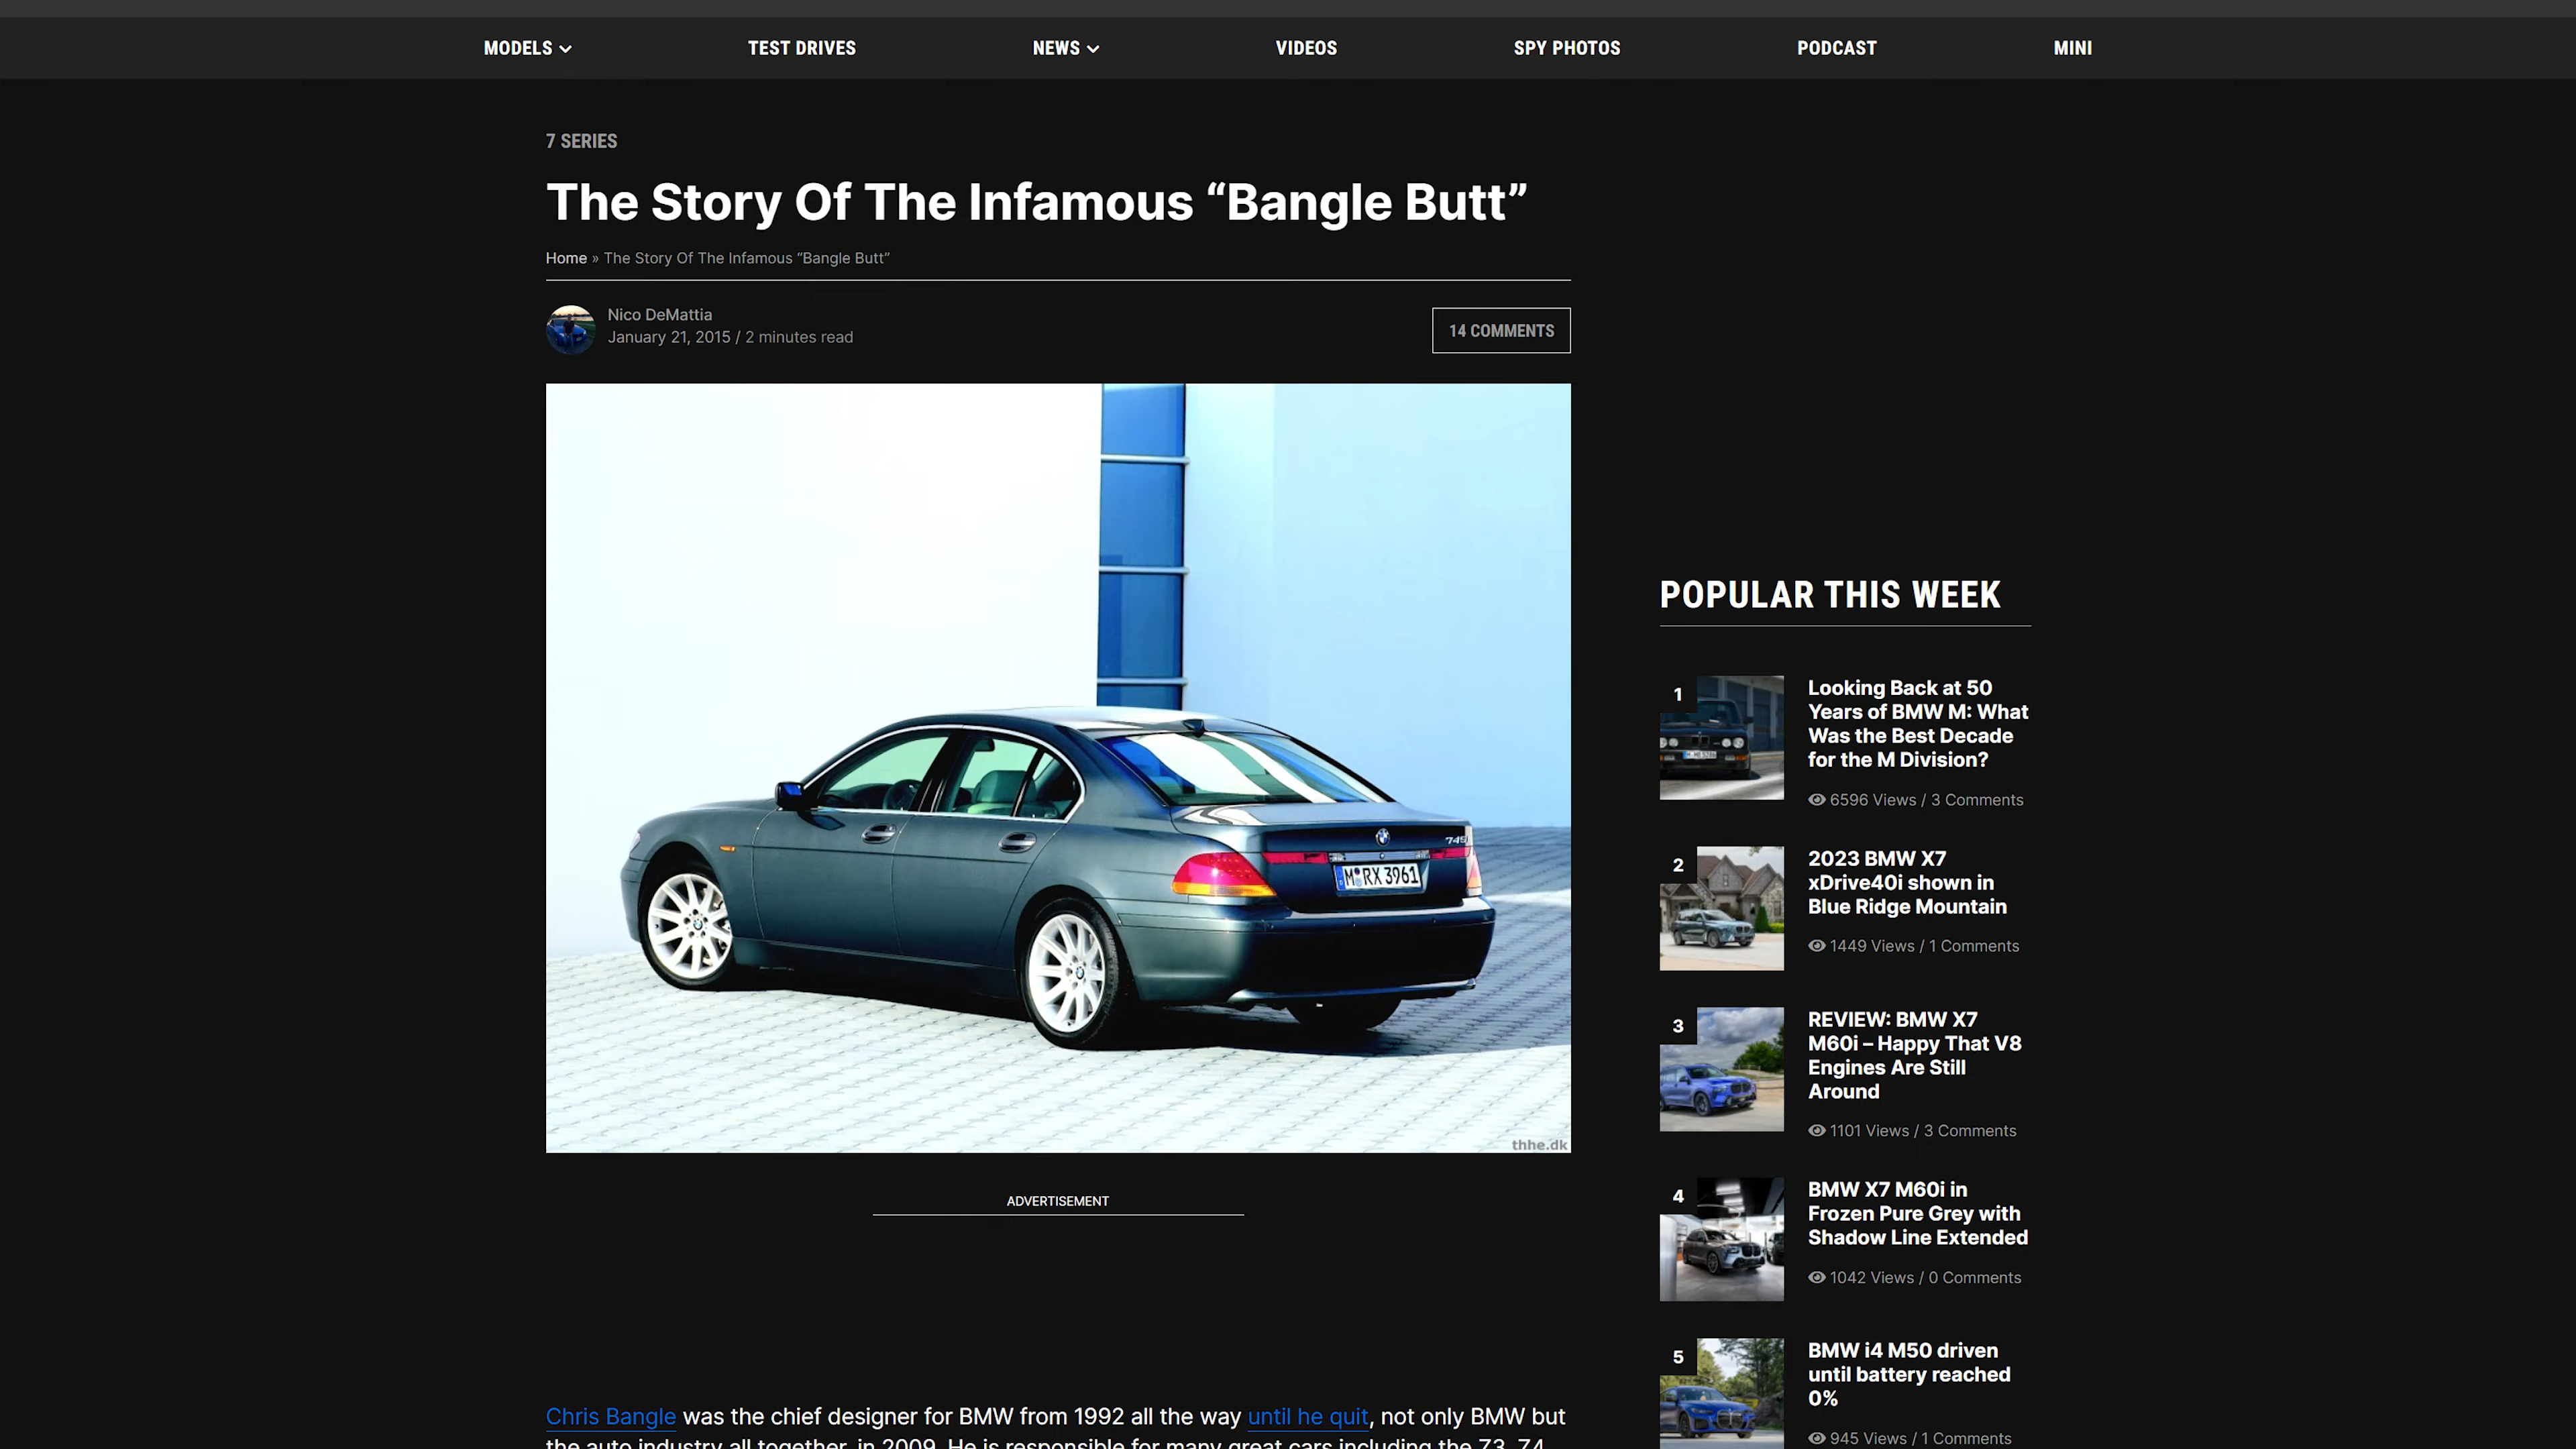 MODELS
TEST DRIVES
NEWS
VIDEOS
SPY PHOTOS
PODCAST
MINI
7 SERIES
The Story Of The Infamous “Bangle Butt”
Home » The Story Of The Infamous “Bangle Butt”
Nico DeMattia
January 21, 2015 / 2 minutes read
14 COMMENTS
745i
M RX 3961
thhe.dk
ADVERTISEMENT
Chris Bangle was the chief designer for BMW from 1992 all the way until he quit, not only BMW but
the auto industry all together, in 2009. He is responsible for many great cars including the Z3, Z4,
POPULAR THIS WEEK
1
Looking Back at 50
Years of BMW M: What
Was the Best Decade
for the M Division?
6596 Views / 3 Comments
2
2023 BMW X7
xDrive40i shown in
Blue Ridge Mountain
1449 Views / 1 Comments
3
REVIEW: BMW X7
M60i – Happy That V8
Engines Are Still
Around
1101 Views / 3 Comments
4
BMW X7 M60i in
Frozen Pure Grey with
Shadow Line Extended
1042 Views / 0 Comments
5
BMW i4 M50 driven
until battery reached
0%
945 Views / 1 Comments